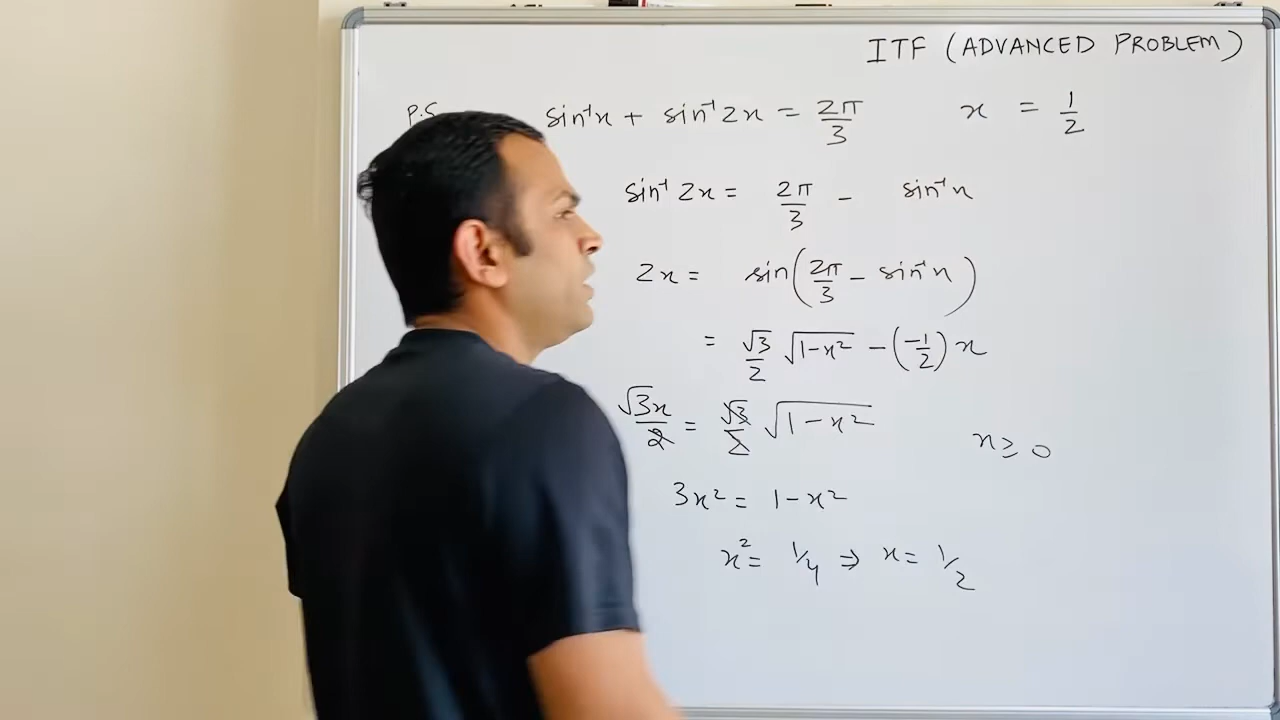 ITF (ADVANCED PROBLEM)
P.S sin⁻¹x + sin⁻¹2x = 2π/3 x = 1/2
sin⁻¹ 2x = 2π/3 - sin⁻¹x
2x = sin(2π/3 - sin⁻¹x)
= √3/2 √1-x² - (-1/2) x
√3x/2 = √3/2 √1-x²
x ≥ 0
3x² = 1-x²
x² = 1/4 ⇒ x = 1/2